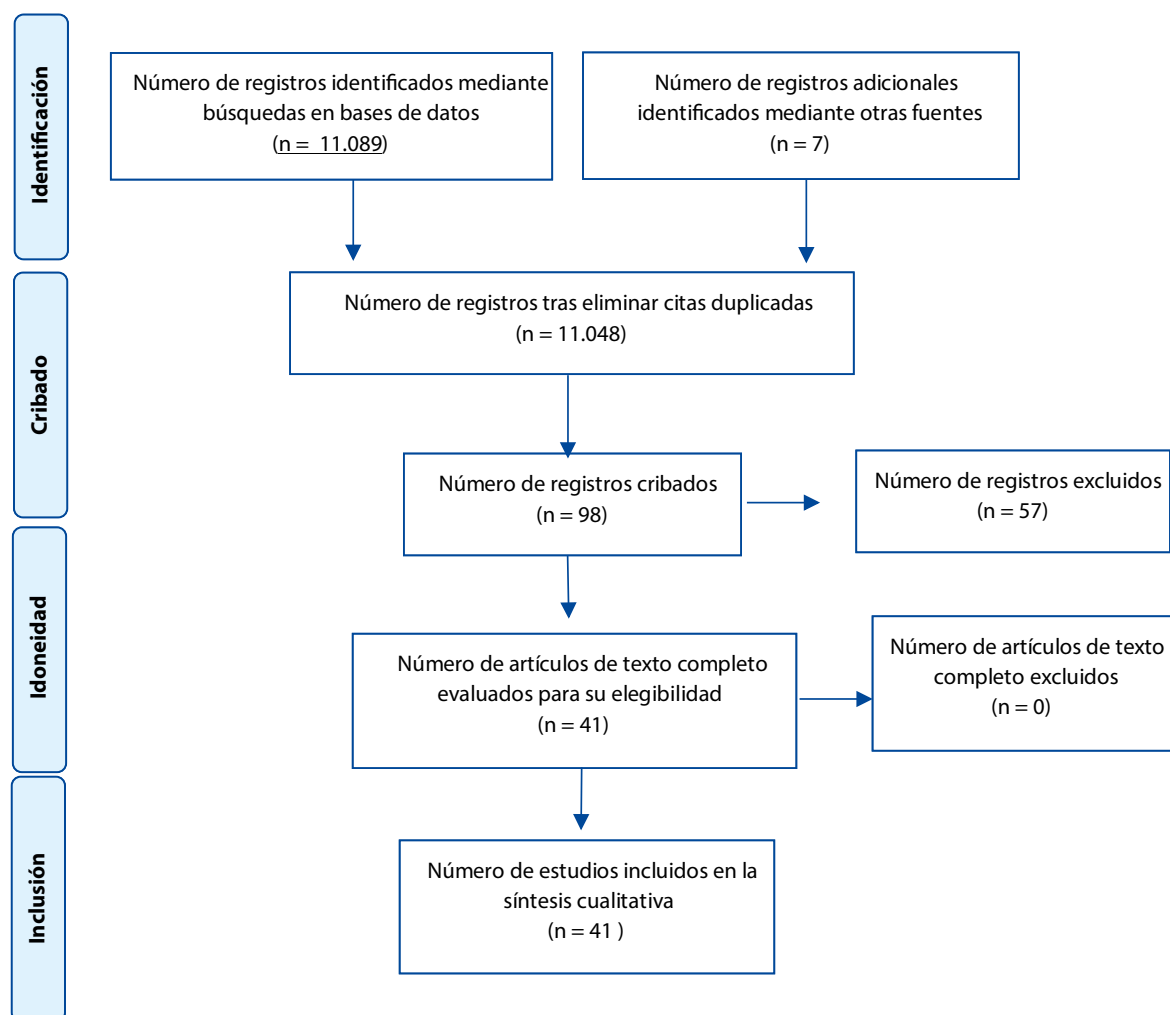 Identificación
Número de registros identificados mediante
búsquedas en bases de datos
(n = 11.089)
Número de registros adicionales
identificados mediante otras fuentes
(n = 7)
Cribado
Número de registros tras eliminar citas duplicadas
(n = 11.048)
Número de registros cribados
(n = 98)
Número de registros excluidos
(n = 57)
Idoneidad
Número de artículos de texto completo
evaluados para su elegibilidad
(n = 41)
Número de artículos de texto
completo excluidos
(n = 0)
Inclusión
Número de estudios incluidos en la
síntesis cualitativa
(n = 41 )